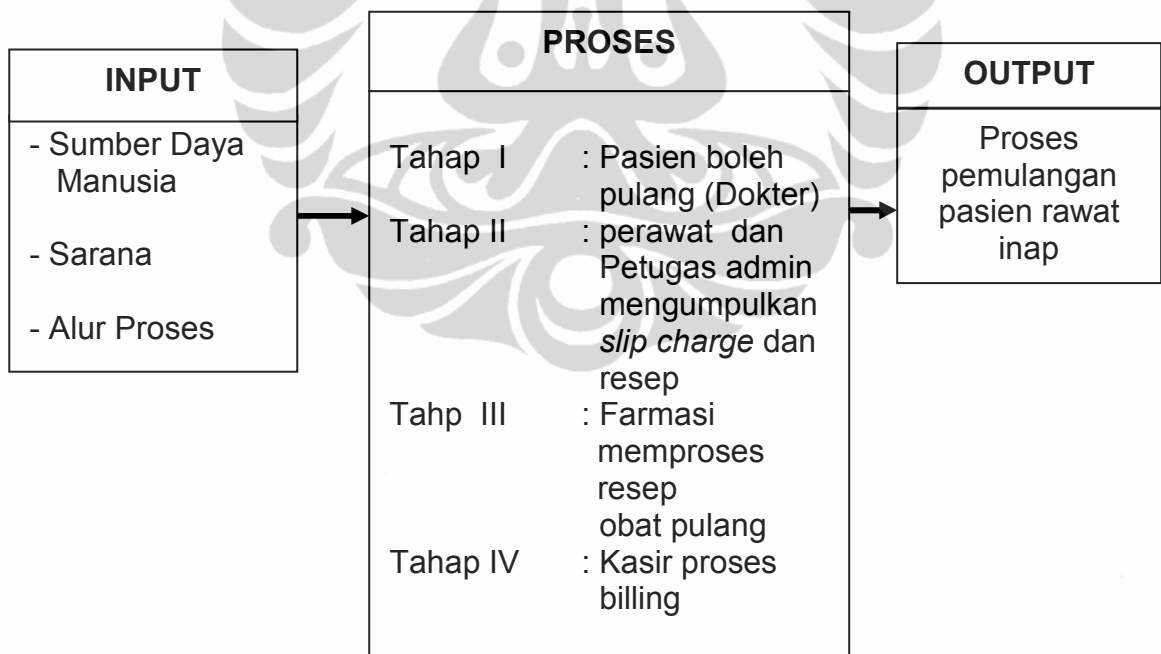 INPUT
- Sumber Daya
Manusia
- Sarana
- Alur Proses
PROSES
Tahap I : Pasien boleh
pulang (Dokter)
Tahap II : perawat dan
Petugas admin
mengumpulkan
slip charge dan
resep
Tahp III : Farmasi
memproses
resep
obat pulang
Tahap IV : Kasir proses
billing
OUTPUT
Proses
pemulangan
pasien rawat
inap